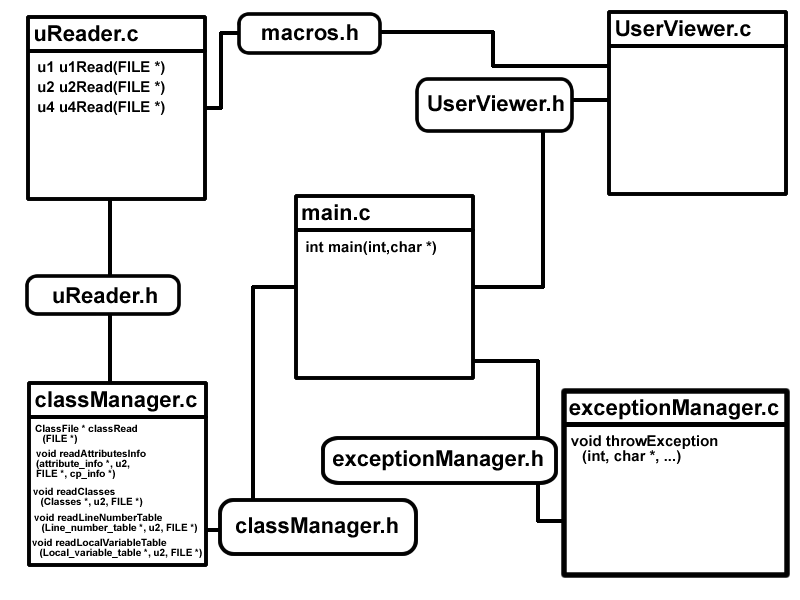 uReader.c
u1 u1Read(FILE *)
u2 u2Read(FILE *)
u4 u4Read(FILE *)
macros.h
UserViewer.c
UserViewer.h
main.c
int main(int,char *)
uReader.h
classManager.c
ClassFile * classRead
(FILE *)
void readAttributesInfo
(attribute_info *, u2,
FILE *, cp_info *)
void readClasses
(Classes *, u2, FILE *)
void readLineNumberTable
(Line_number_table *, u2, FILE *)
void readLocalVariableTable
(Local_variable_table *, u2, FILE *)
classManager.h
exceptionManager.h
exceptionManager.c
void throwException
(int, char *, ...)